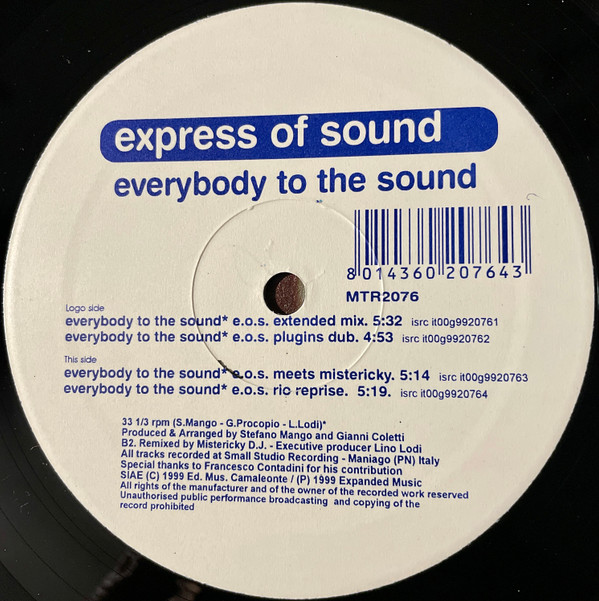 express of sound
everybody to the sound
8 014360 207643
MTR2076
Logo side
everybody to the sound* e.o.s. extended mix. 5:32 isrc it00g9920761
everybody to the sound* e.o.s. plugins dub. 4:53 isrc it00g9920762
This side
everybody to the sound* e.o.s. meets mistericky. 5:14 isrc it00g9920763
everybody to the sound* e.o.s. rio reprise. 5:19. isrc it00g9920764
33 1/3 rpm (S.Mango - G.Procopio - L.Lodi)*
Produced & Arranged by Stefano Mango and Gianni Coletti
B2. Remixed by Mistericky D.J. - Executive producer Lino Lodi
All tracks recorded at Small Studio Recording - Maniago (PN) Italy
Special thanks to Francesco Contadini for his contribution
SIAE (C) 1999 Ed. Mus. Camaleonte / (P) 1999 Expanded Music
All rights of the manufacturer and of the owner of the recorded work reserved
Unauthorised public performance broadcasting and copying of the
record prohibited